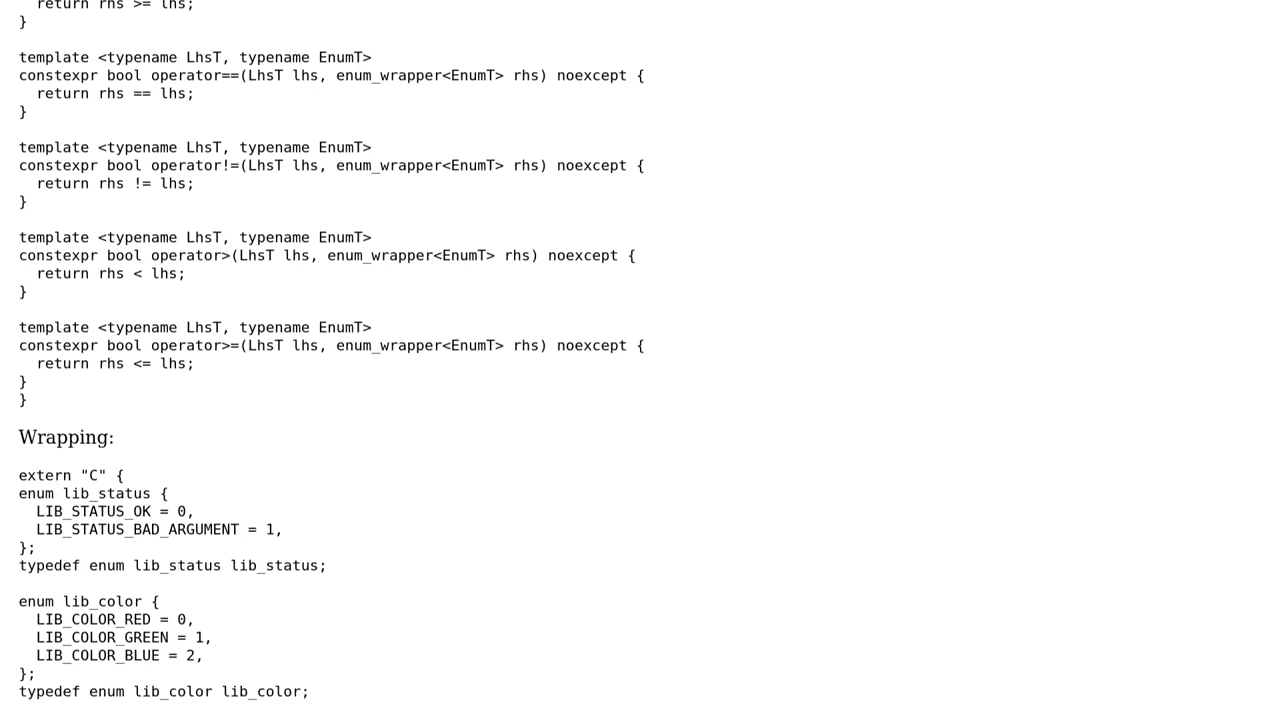 return rhs >= lhs;
}
template <typename LhsT, typename EnumT>
constexpr bool operator==(LhsT lhs, enum_wrapper<EnumT> rhs) noexcept {
  return rhs == lhs;
}
template <typename LhsT, typename EnumT>
constexpr bool operator!=(LhsT lhs, enum_wrapper<EnumT> rhs) noexcept {
  return rhs != lhs;
}
template <typename LhsT, typename EnumT>
constexpr bool operator>(LhsT lhs, enum_wrapper<EnumT> rhs) noexcept {
  return rhs < lhs;
}
template <typename LhsT, typename EnumT>
constexpr bool operator>=(LhsT lhs, enum_wrapper<EnumT> rhs) noexcept {
  return rhs <= lhs;
}
}
Wrapping:
extern "C" {
enum lib_status {
  LIB_STATUS_OK = 0,
  LIB_STATUS_BAD_ARGUMENT = 1,
};
typedef enum lib_status lib_status;
enum lib_color {
  LIB_COLOR_RED = 0,
  LIB_COLOR_GREEN = 1,
  LIB_COLOR_BLUE = 2,
};
typedef enum lib_color lib_color;